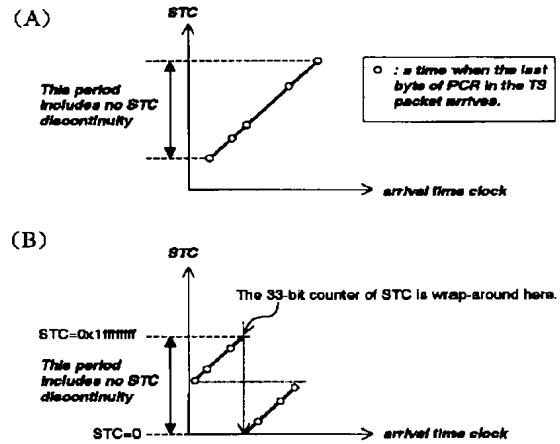 (A)
STC
This period
includes no STC
discontinuity
: a time when the last
byte of PCR in the TS
packet arrives.
arrival time clock
(B)
STC
The 33-bit counter of STC is wrap-around here.
STC=0x1ffffffff
This period
includes no STC
discontinuity
STC=0
arrival time clock